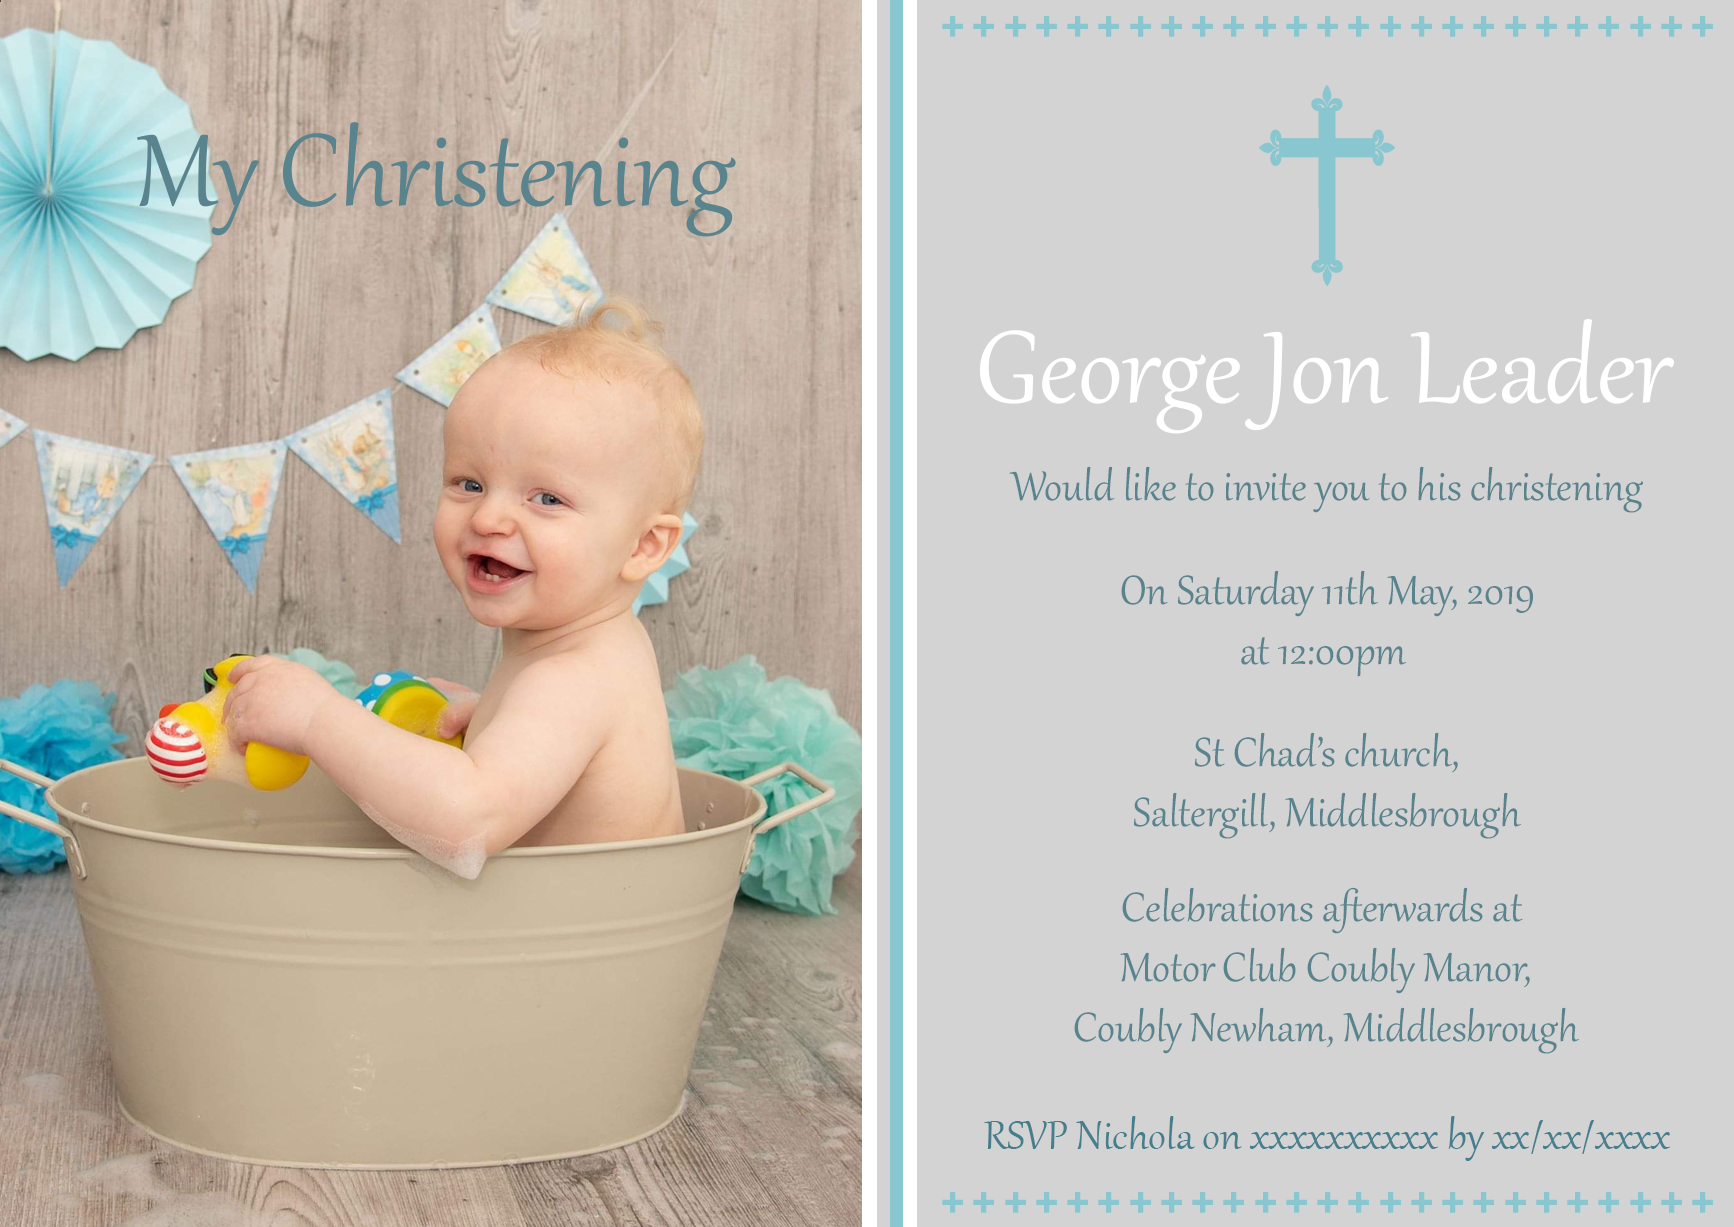 My Christening
George Jon Leader
Would like to invite you to his christening
On Saturday 11th May, 2019
at 12:00pm
St Chad’s church,
Saltergill, Middlesbrough
Celebrations afterwards at
Motor Club Coubly Manor,
Coubly Newham, Middlesbrough
RSVP Nichola on xxxxxxxxxx by xx/xx/xxxx